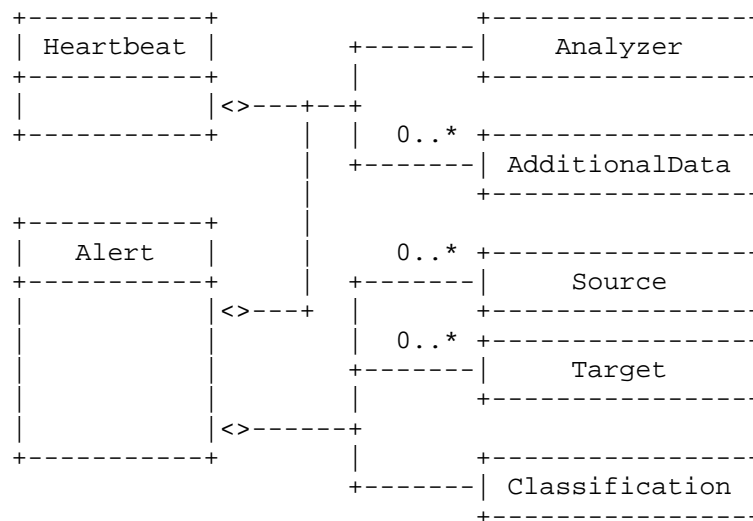 Heartbeat
Analyzer
0..*
AdditionalData
Alert
0..*
Source
0..*
Target
Classification